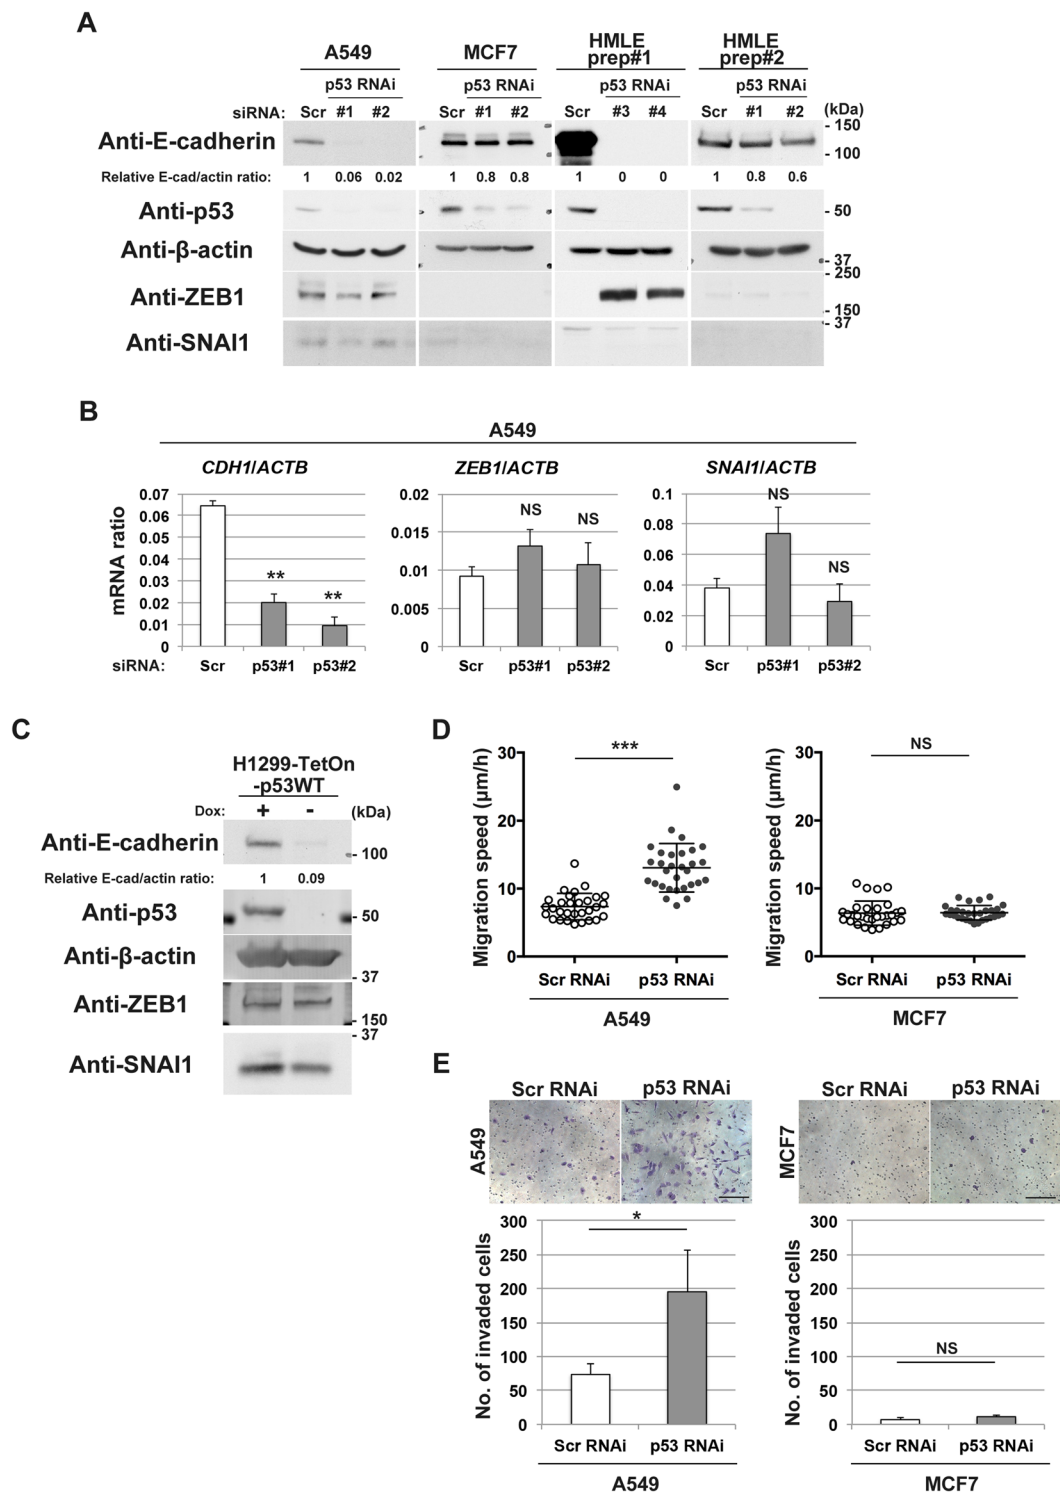 A
A549 MCF7 HMLE prep#1 HMLE prep#2
p53 RNAi p53 RNAi p53 RNAi p53 RNAi
siRNA: Scr #1 #2 Scr #1 #2 Scr #3 #4 Scr #1 #2 (kDa)
Anti-E-cadherin - 150
- 100
Relative E-cad/actin ratio: 1 0.06 0.02 1 0.8 0.8 1 0 0 1 0.8 0.6
Anti-p53 - 50
Anti-β-actin - 37
- 250
Anti-ZEB1 - 150
- 37
Anti-SNAI1
B
A549
CDH1/ACTB ZEB1/ACTB SNAI1/ACTB
mRNA ratio
0.07
0.06
0.05
0.04
0.03
0.02
0.01
0
** **
0.02
0.015
0.01
0.005
0
NS NS
0.1
0.08
0.06
0.04
0.02
0
NS NS
siRNA: Scr p53#1 p53#2 Scr p53#1 p53#2 Scr p53#1 p53#2
C
H1299-TetOn
-p53WT
Dox: + - (kDa)
Anti-E-cadherin
- 100
Relative E-cad/actin ratio: 1 0.09
Anti-p53 - 50
Anti-β-actin
- 37
Anti-ZEB1
- 150
- 37
Anti-SNAI1
D
Migration speed (μm/h)
30
20
10
0
***
Scr RNAi p53 RNAi
A549
Migration speed (μm/h)
30
20
10
0
NS
Scr RNAi p53 RNAi
MCF7
E
Scr RNAi p53 RNAi Scr RNAi p53 RNAi
A549 MCF7
No. of invaded cells
300
250
200
150
100
50
0
*
Scr RNAi p53 RNAi
A549
No. of invaded cells
300
250
200
150
100
50
0
NS
Scr RNAi p53 RNAi
MCF7